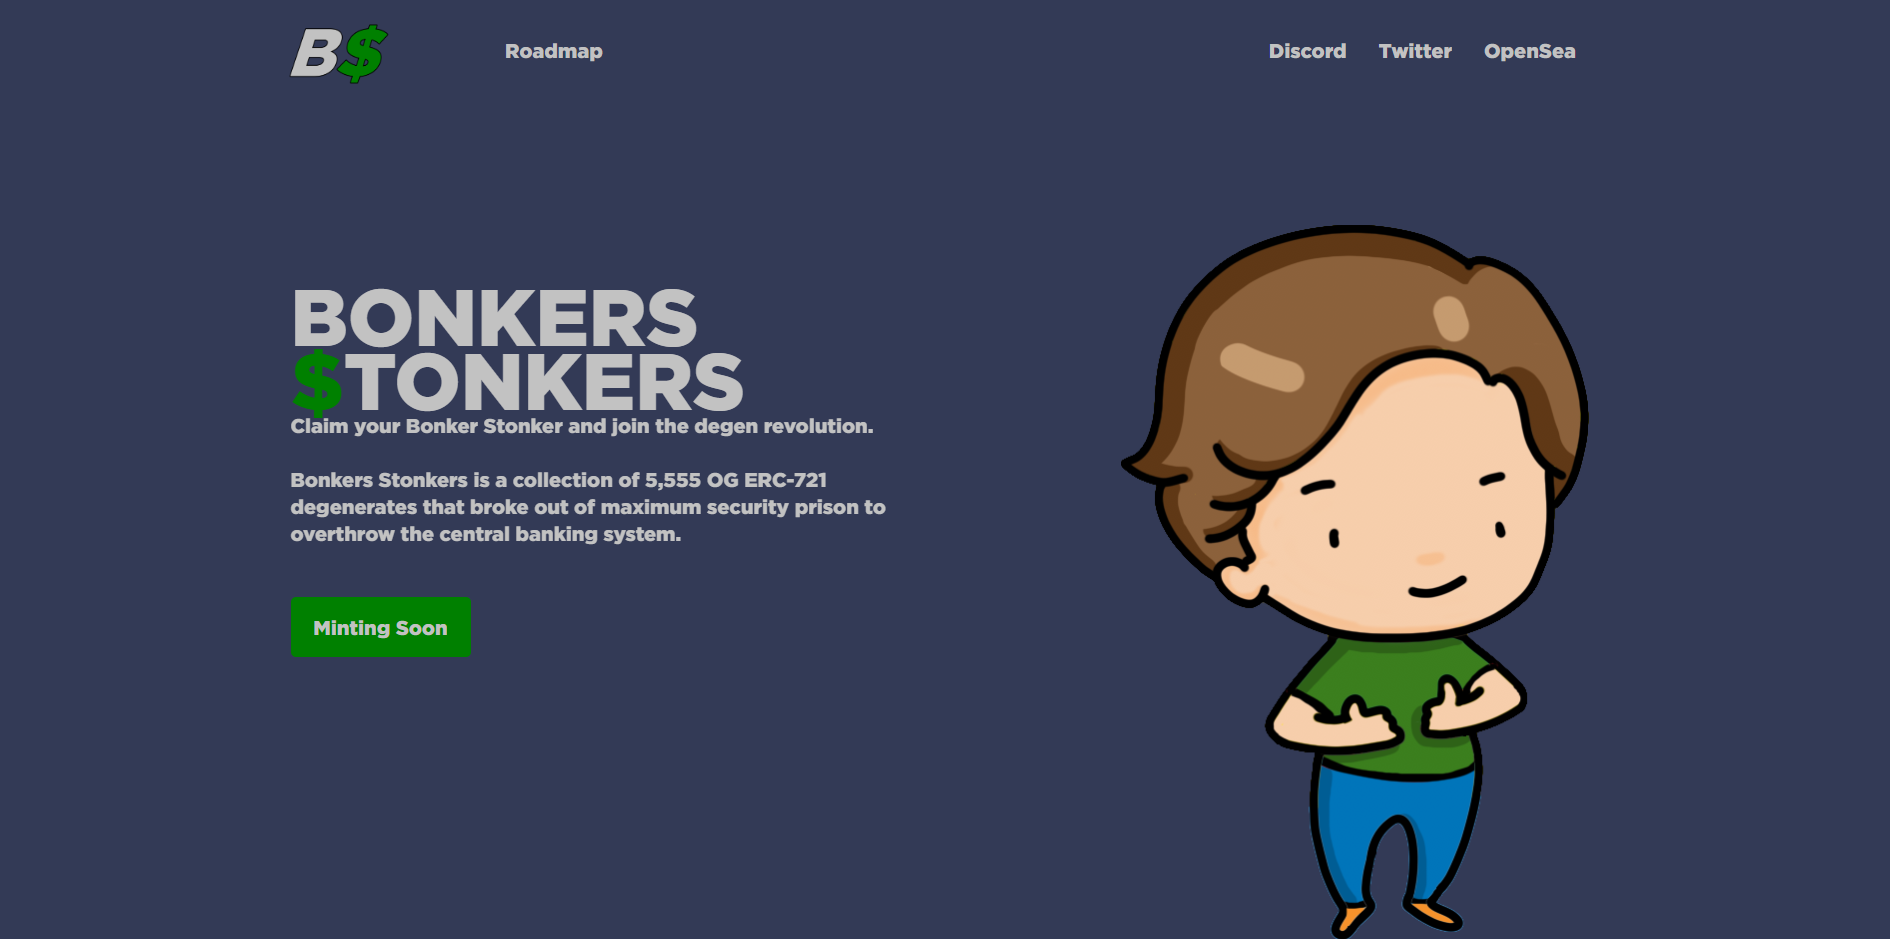 B$
Roadmap
Discord
Twitter
OpenSea
BONKERS
$TONKERS
Claim your Bonker Stonker and join the degen revolution.
Bonkers Stonkers is a collection of 5,555 OG ERC-721
degenerates that broke out of maximum security prison to
overthrow the central banking system.
Minting Soon